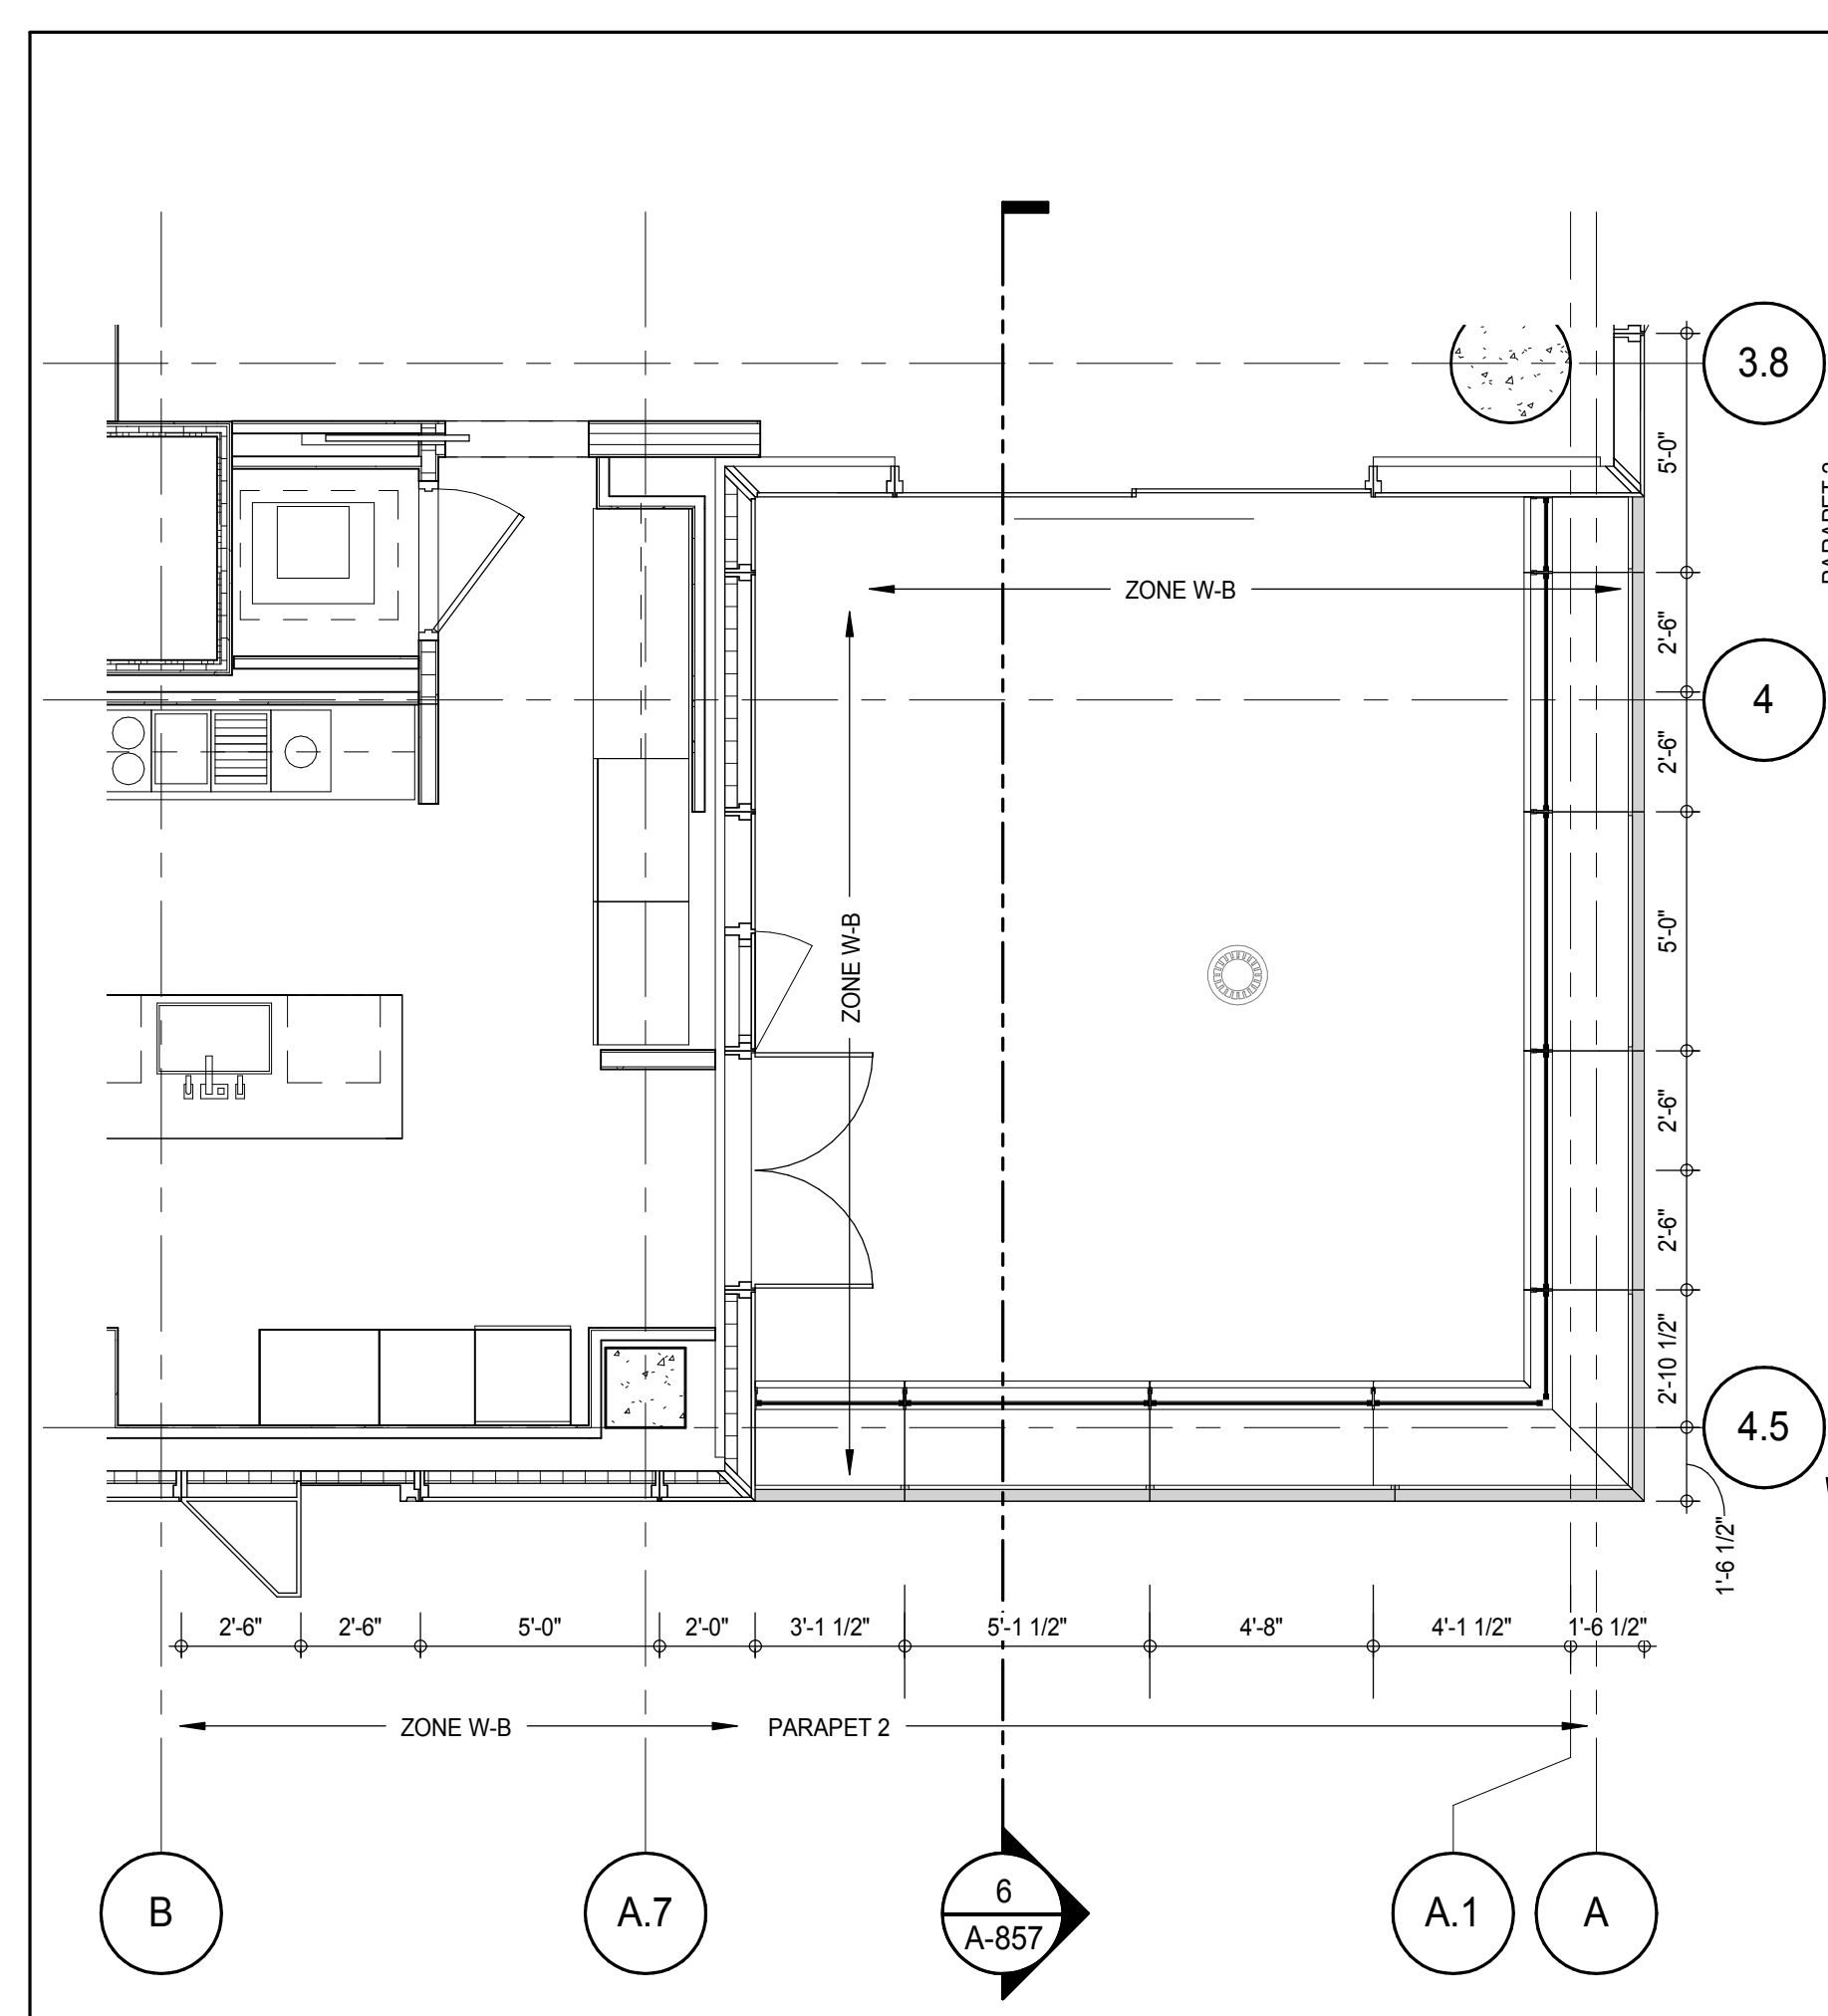 3.8
5'-0"
ZONE W-B
2'-6"
4
2'-6"
ZONE W-B
5'-0"
2'-6"
2'-6"
2'-10 1/2"
4.5
1'-6 1/2"
2'-6"
2'-6"
5'-0"
2'-0"
3'-1 1/2"
5'-1 1/2"
4'-8"
4'-1 1/2"
1'-6 1/2"
ZONE W-B
PARAPET 2
B
A.7
6
A-857
A.1
A